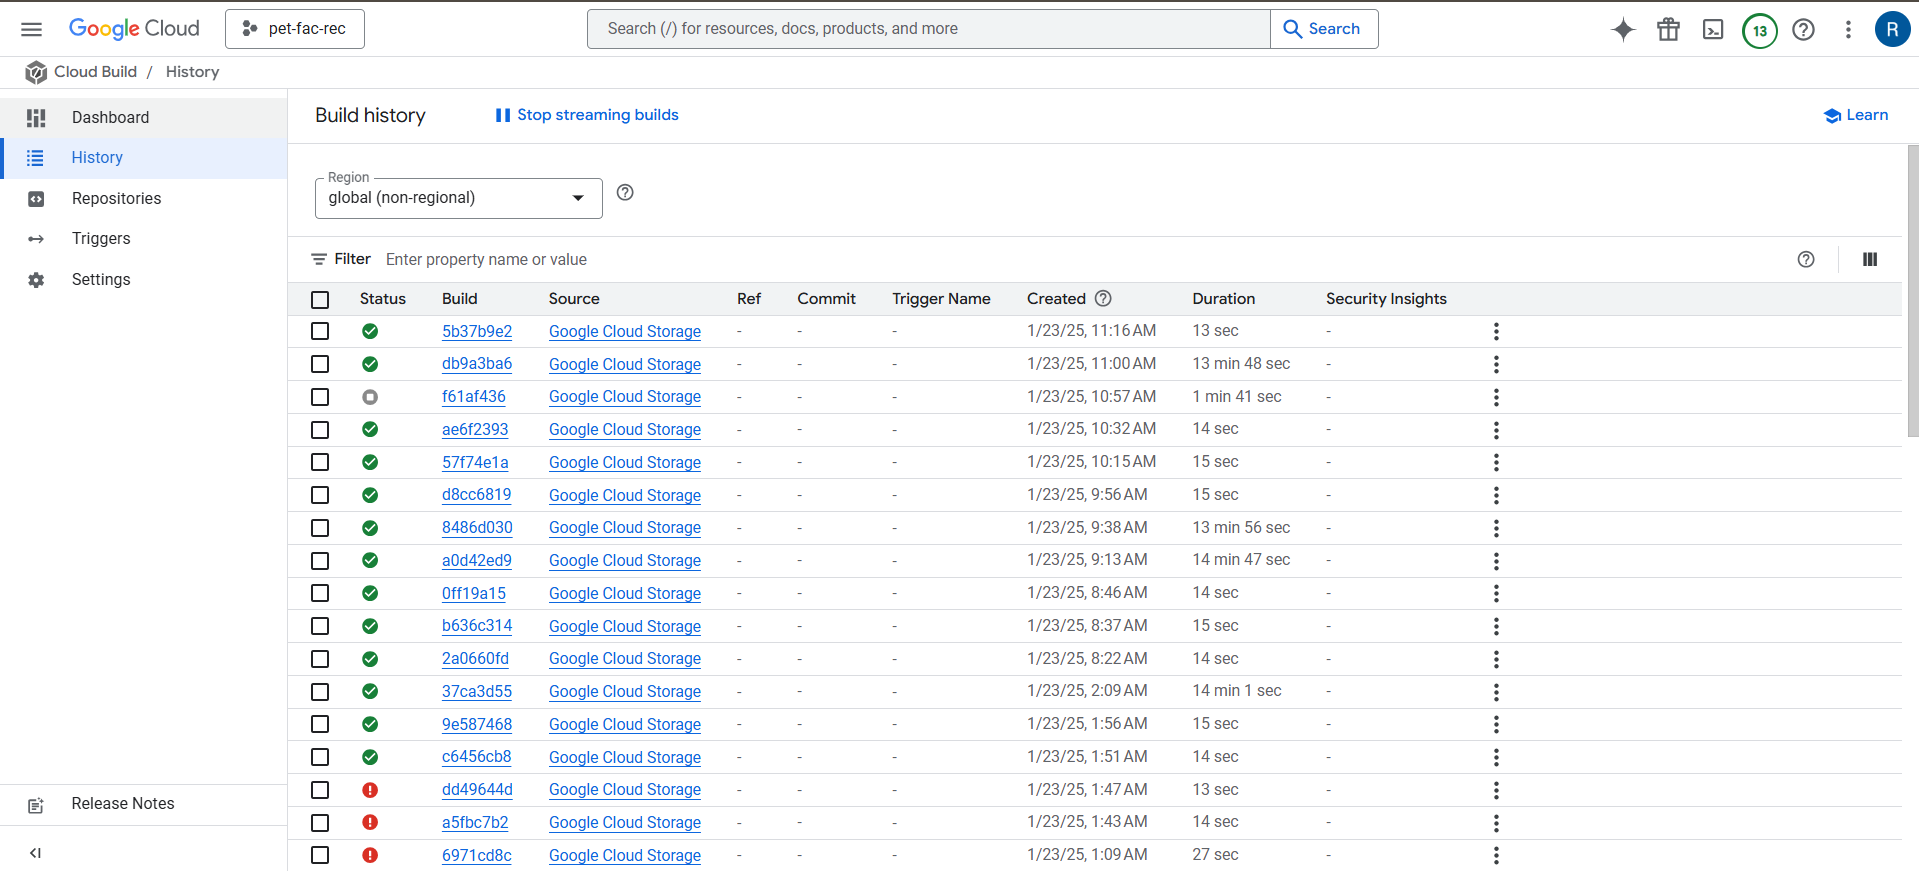 Google Cloud pet-fac-rec Search (/) for resources, docs, products, and more Search 13 R
Cloud Build / History
Dashboard
History
Repositories
Triggers
Settings
Release Notes
Build history Stop streaming builds Learn
Region
global (non-regional)
Filter Enter property name or value
Status Build Source Ref Commit Trigger Name Created Duration Security Insights
5b37b9e2 Google Cloud Storage - - - 1/23/25, 11:16 AM 13 sec -
db9a3ba6 Google Cloud Storage - - - 1/23/25, 11:00 AM 13 min 48 sec -
f61af436 Google Cloud Storage - - - 1/23/25, 10:57 AM 1 min 41 sec -
ae6f2393 Google Cloud Storage - - - 1/23/25, 10:32 AM 14 sec -
57f74e1a Google Cloud Storage - - - 1/23/25, 10:15 AM 15 sec -
d8cc6819 Google Cloud Storage - - - 1/23/25, 9:56 AM 15 sec -
8486d030 Google Cloud Storage - - - 1/23/25, 9:38 AM 13 min 56 sec -
a0d42ed9 Google Cloud Storage - - - 1/23/25, 9:13 AM 14 min 47 sec -
0ff19a15 Google Cloud Storage - - - 1/23/25, 8:46 AM 14 sec -
b636c314 Google Cloud Storage - - - 1/23/25, 8:37 AM 15 sec -
2a0660fd Google Cloud Storage - - - 1/23/25, 8:22 AM 14 sec -
37ca3d55 Google Cloud Storage - - - 1/23/25, 2:09 AM 14 min 1 sec -
9e587468 Google Cloud Storage - - - 1/23/25, 1:56 AM 15 sec -
c6456cb8 Google Cloud Storage - - - 1/23/25, 1:51 AM 14 sec -
dd49644d Google Cloud Storage - - - 1/23/25, 1:47 AM 13 sec -
a5fbc7b2 Google Cloud Storage - - - 1/23/25, 1:43 AM 14 sec -
6971cd8c Google Cloud Storage - - - 1/23/25, 1:09 AM 27 sec -